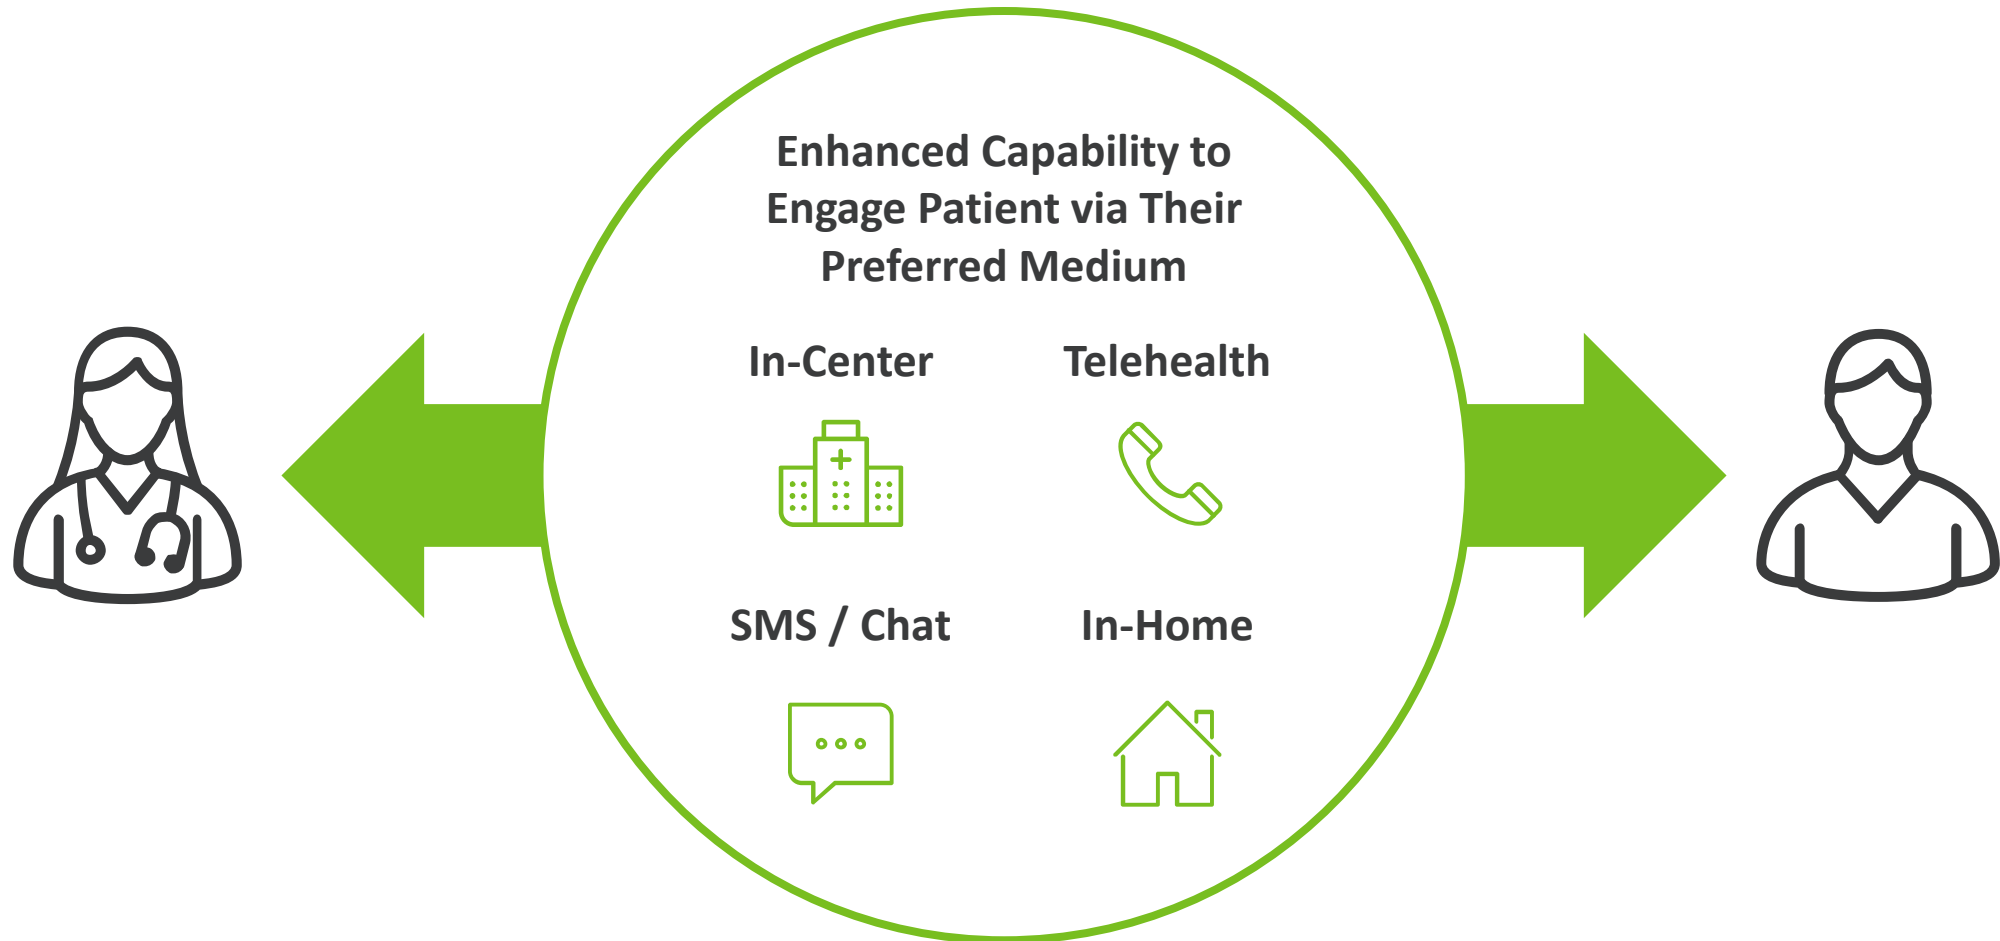 Enhanced Capability to
Engage Patient via Their
Preferred Medium
In-Center
Telehealth
SMS / Chat
In-Home